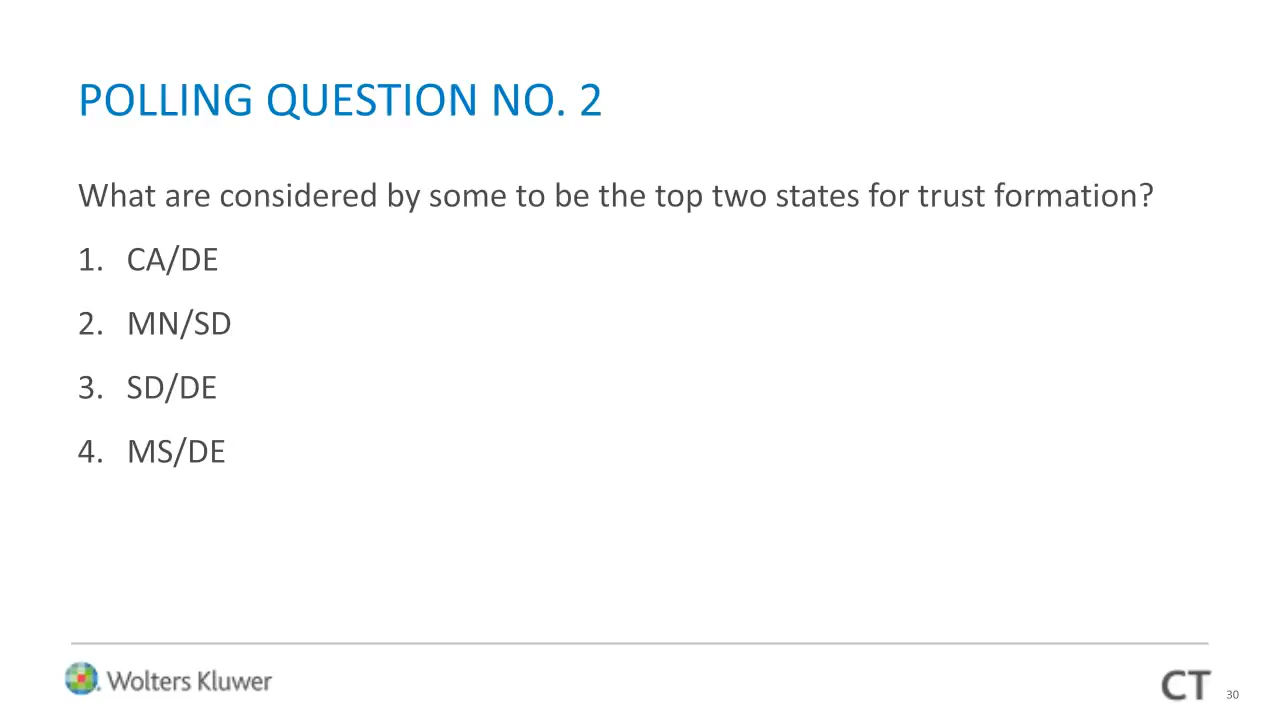 POLLING QUESTION NO. 2
What are considered by some to be the top two states for trust formation?
1. CA/DE
2. MN/SD
3. SD/DE
4. MS/DE
Wolters Kluwer
CT
30